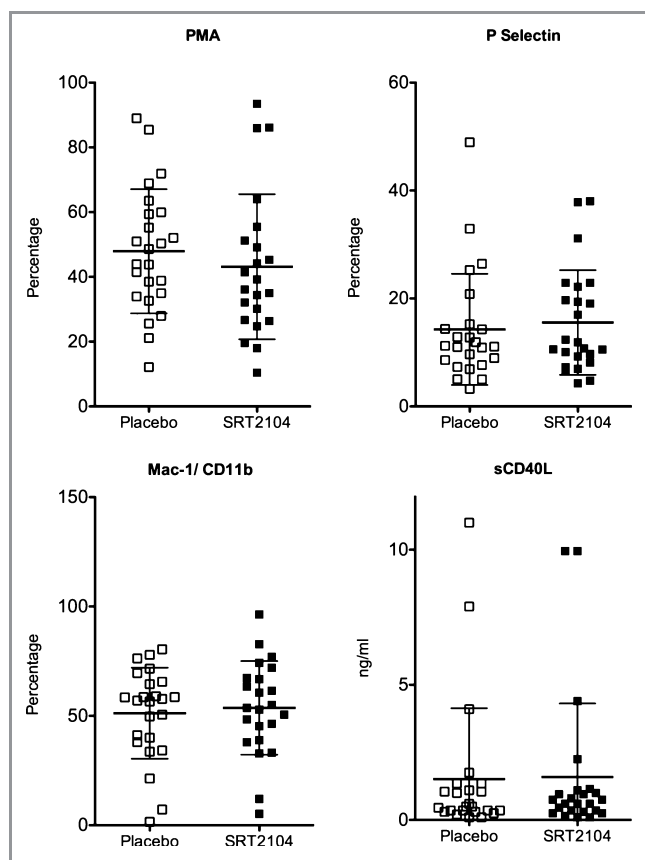 PMA
Percentage
100
80
60
40
20
0
Placebo SRT2104
P Selectin
Percentage
60
40
20
0
Placebo SRT2104
Mac-1/ CD11b
Percentage
150
100
50
0
Placebo SRT2104
sCD40L
ng/ml
10
5
0
Placebo SRT2104